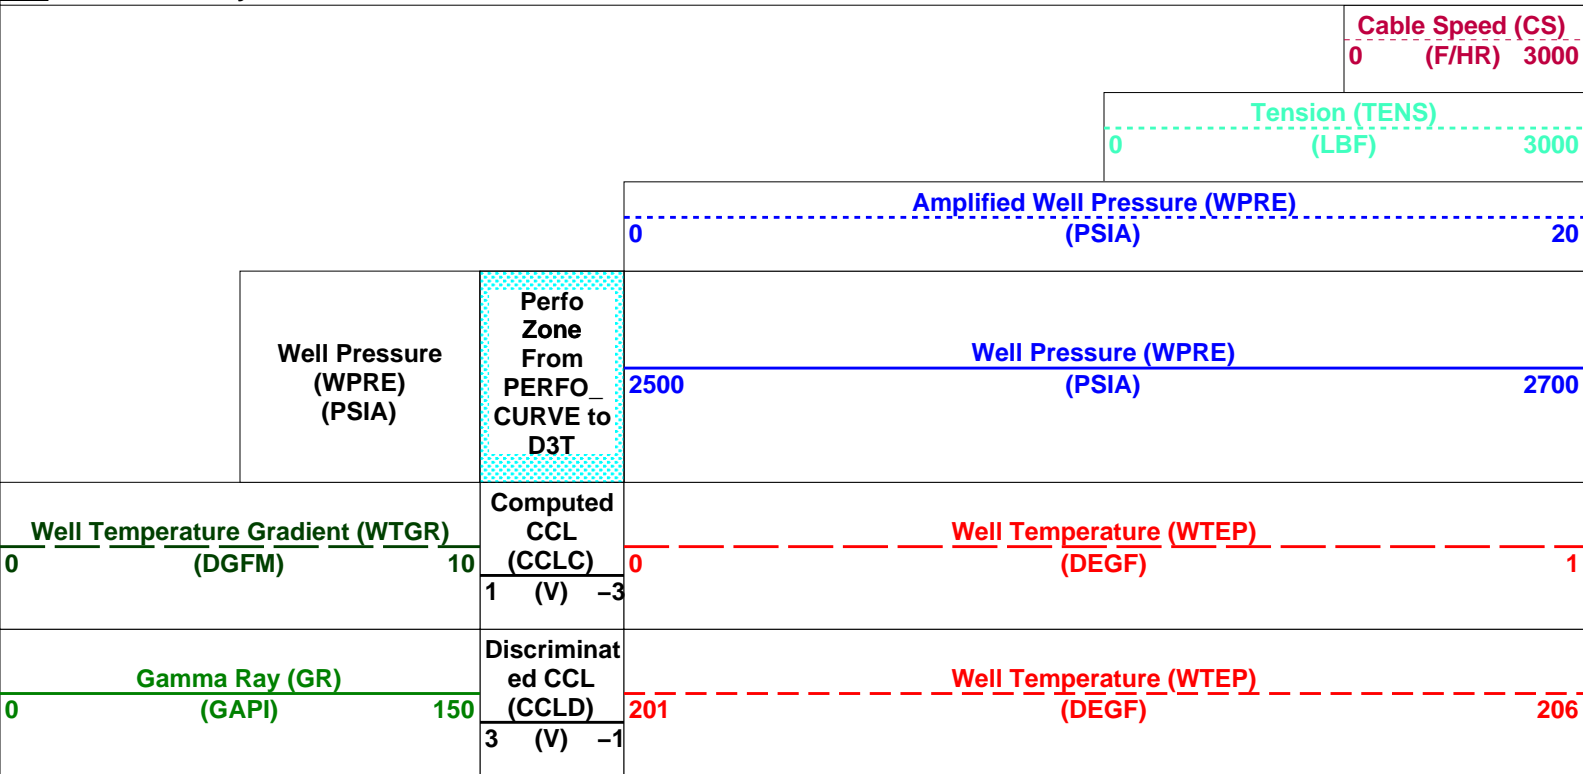 Cable Speed (CS)
0 (F/HR) 3000
Tension (TENS)
0 (LBF) 3000
Amplified Well Pressure (WPRE)
0 (PSIA) 20
Well Pressure
(WPRE)
(PSIA)
Perfo
Zone
From
PERFO_
CURVE to
D3T
Well Pressure (WPRE)
2500 (PSIA) 2700
Well Temperature Gradient (WTGR)
0 (DGFM) 10
Computed
CCL
(CCLC)
1 (V) −3
Well Temperature (WTEP)
0 (DEGF) 1
Gamma Ray (GR)
0 (GAPI) 150
Discriminat
ed CCL
(CCLD)
3 (V) −1
Well Temperature (WTEP)
201 (DEGF) 206